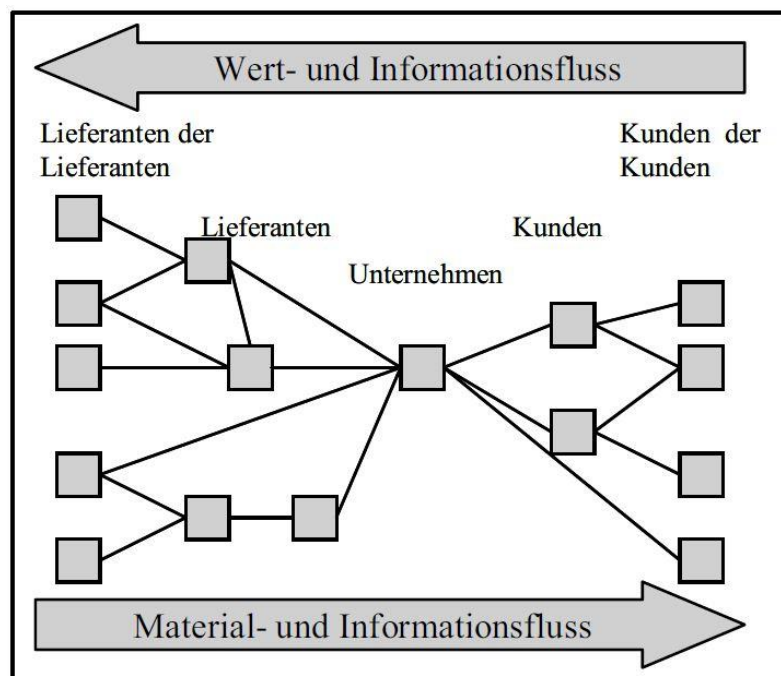 Wert- und Informationsfluss
Lieferanten der
Lieferanten
Kunden der
Kunden
Lieferanten
Kunden
Unternehmen
Material- und Informationsfluss